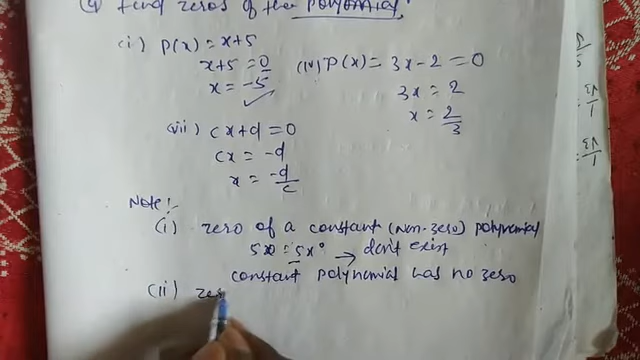 Q Find zeros of the polynomial.
(i) P(x) = x+5
x+5 = 0
x = -5
(iv) P(x) = 3x-2 = 0
3x = 2
x = 2/3
(vii) cx+d = 0
cx = -d
x = -d/c
Note:-
(i) zero of a constant (non-zero) polynomial
= 5x° → don't exist
constant polynomial has no zero
(ii) zer